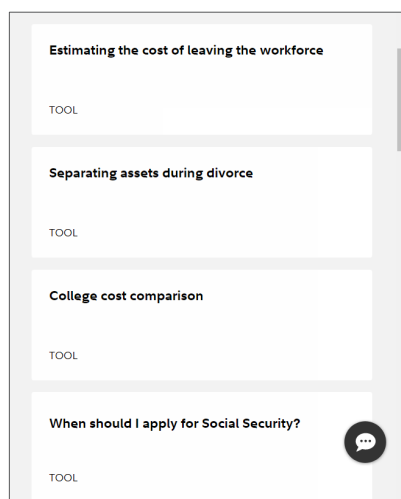 Estimating the cost of leaving the workforce
TOOL
Separating assets during divorce
TOOL
College cost comparison
TOOL
When should I apply for Social Security?
TOOL